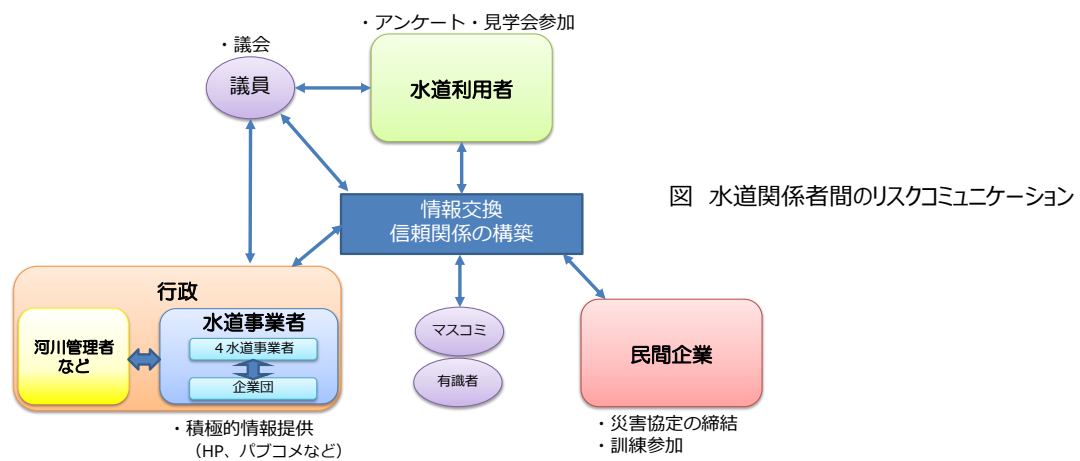 ・アンケート・見学会参加
・議会
議員
水道利用者
図 水道関係者間のリスクコミュニケーション
情報交換
信頼関係の構築
行政
河川管理者
など
水道事業者
４水道事業者
企業団
・積極的情報提供
（HP、パブコメなど）
マスコミ
有識者
民間企業
・災害協定の締結
・訓練参加